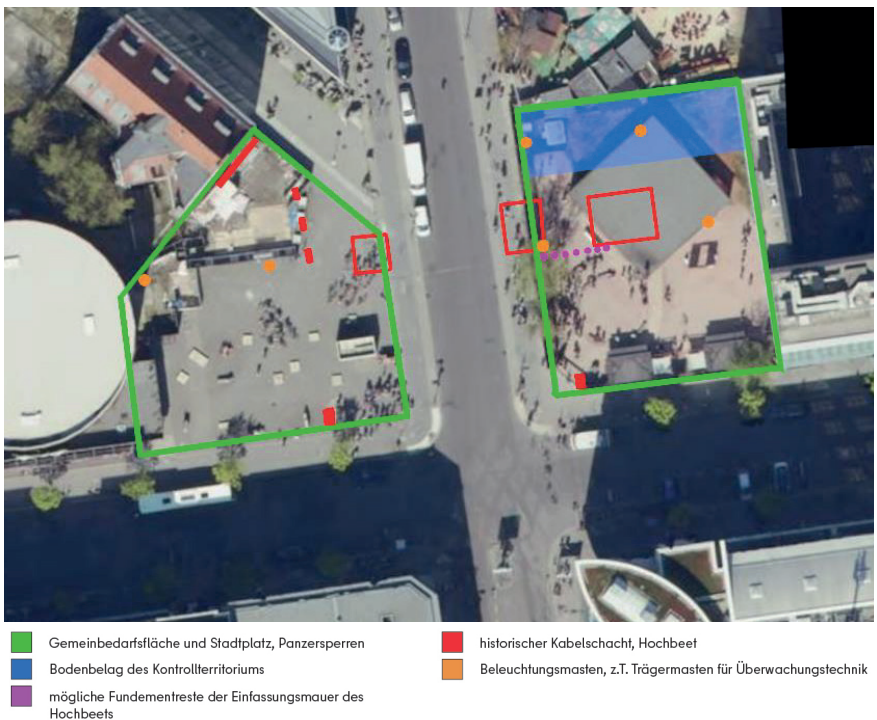 Gemeinbedarfsfläche und Stadtplatz, Panzersperren
Bodenbelag des Kontrollterritoriums
mögliche Fundementreste der Einfassungsmauer des
Hochbeets
historischer Kabelschacht, Hochbeet
Beleuchtungsmasten, z.T. Trägermasten für Überwachungstechnik